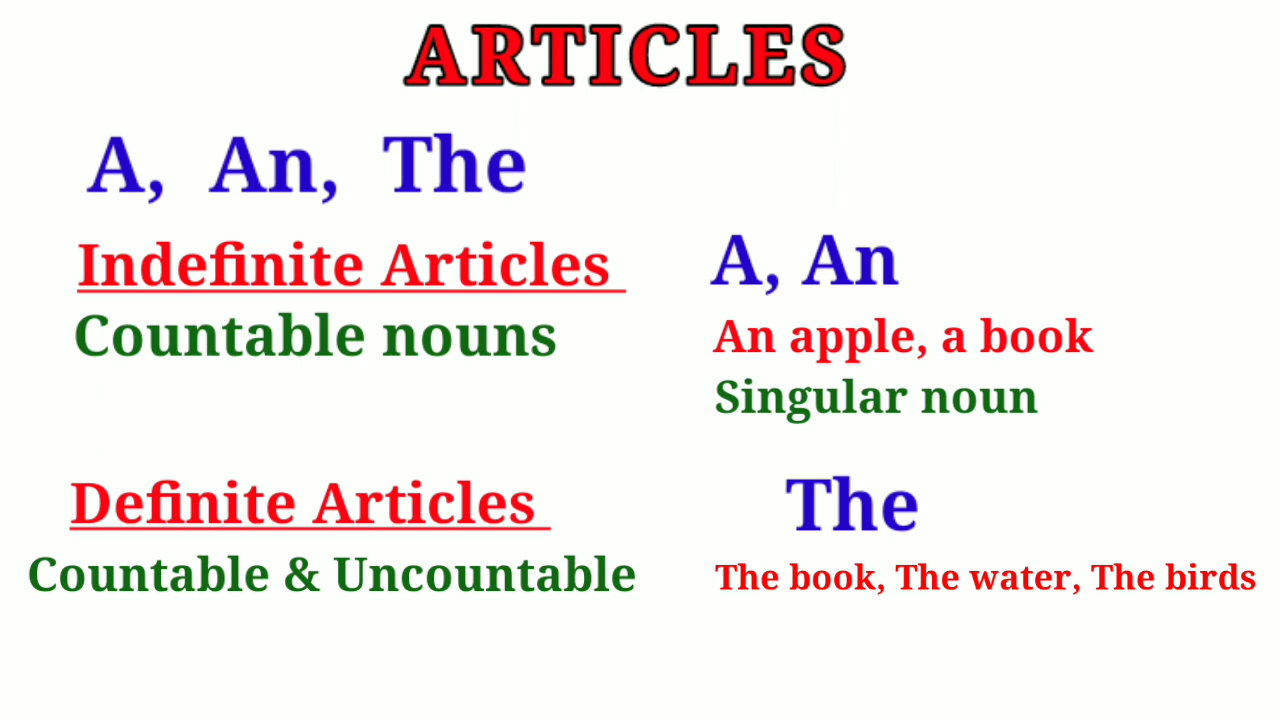 ARTICLES
A, An, The
Indefinite Articles
A, An
Countable nouns
An apple, a book
Singular noun
Definite Articles
The
Countable & Uncountable
The book, The water, The birds